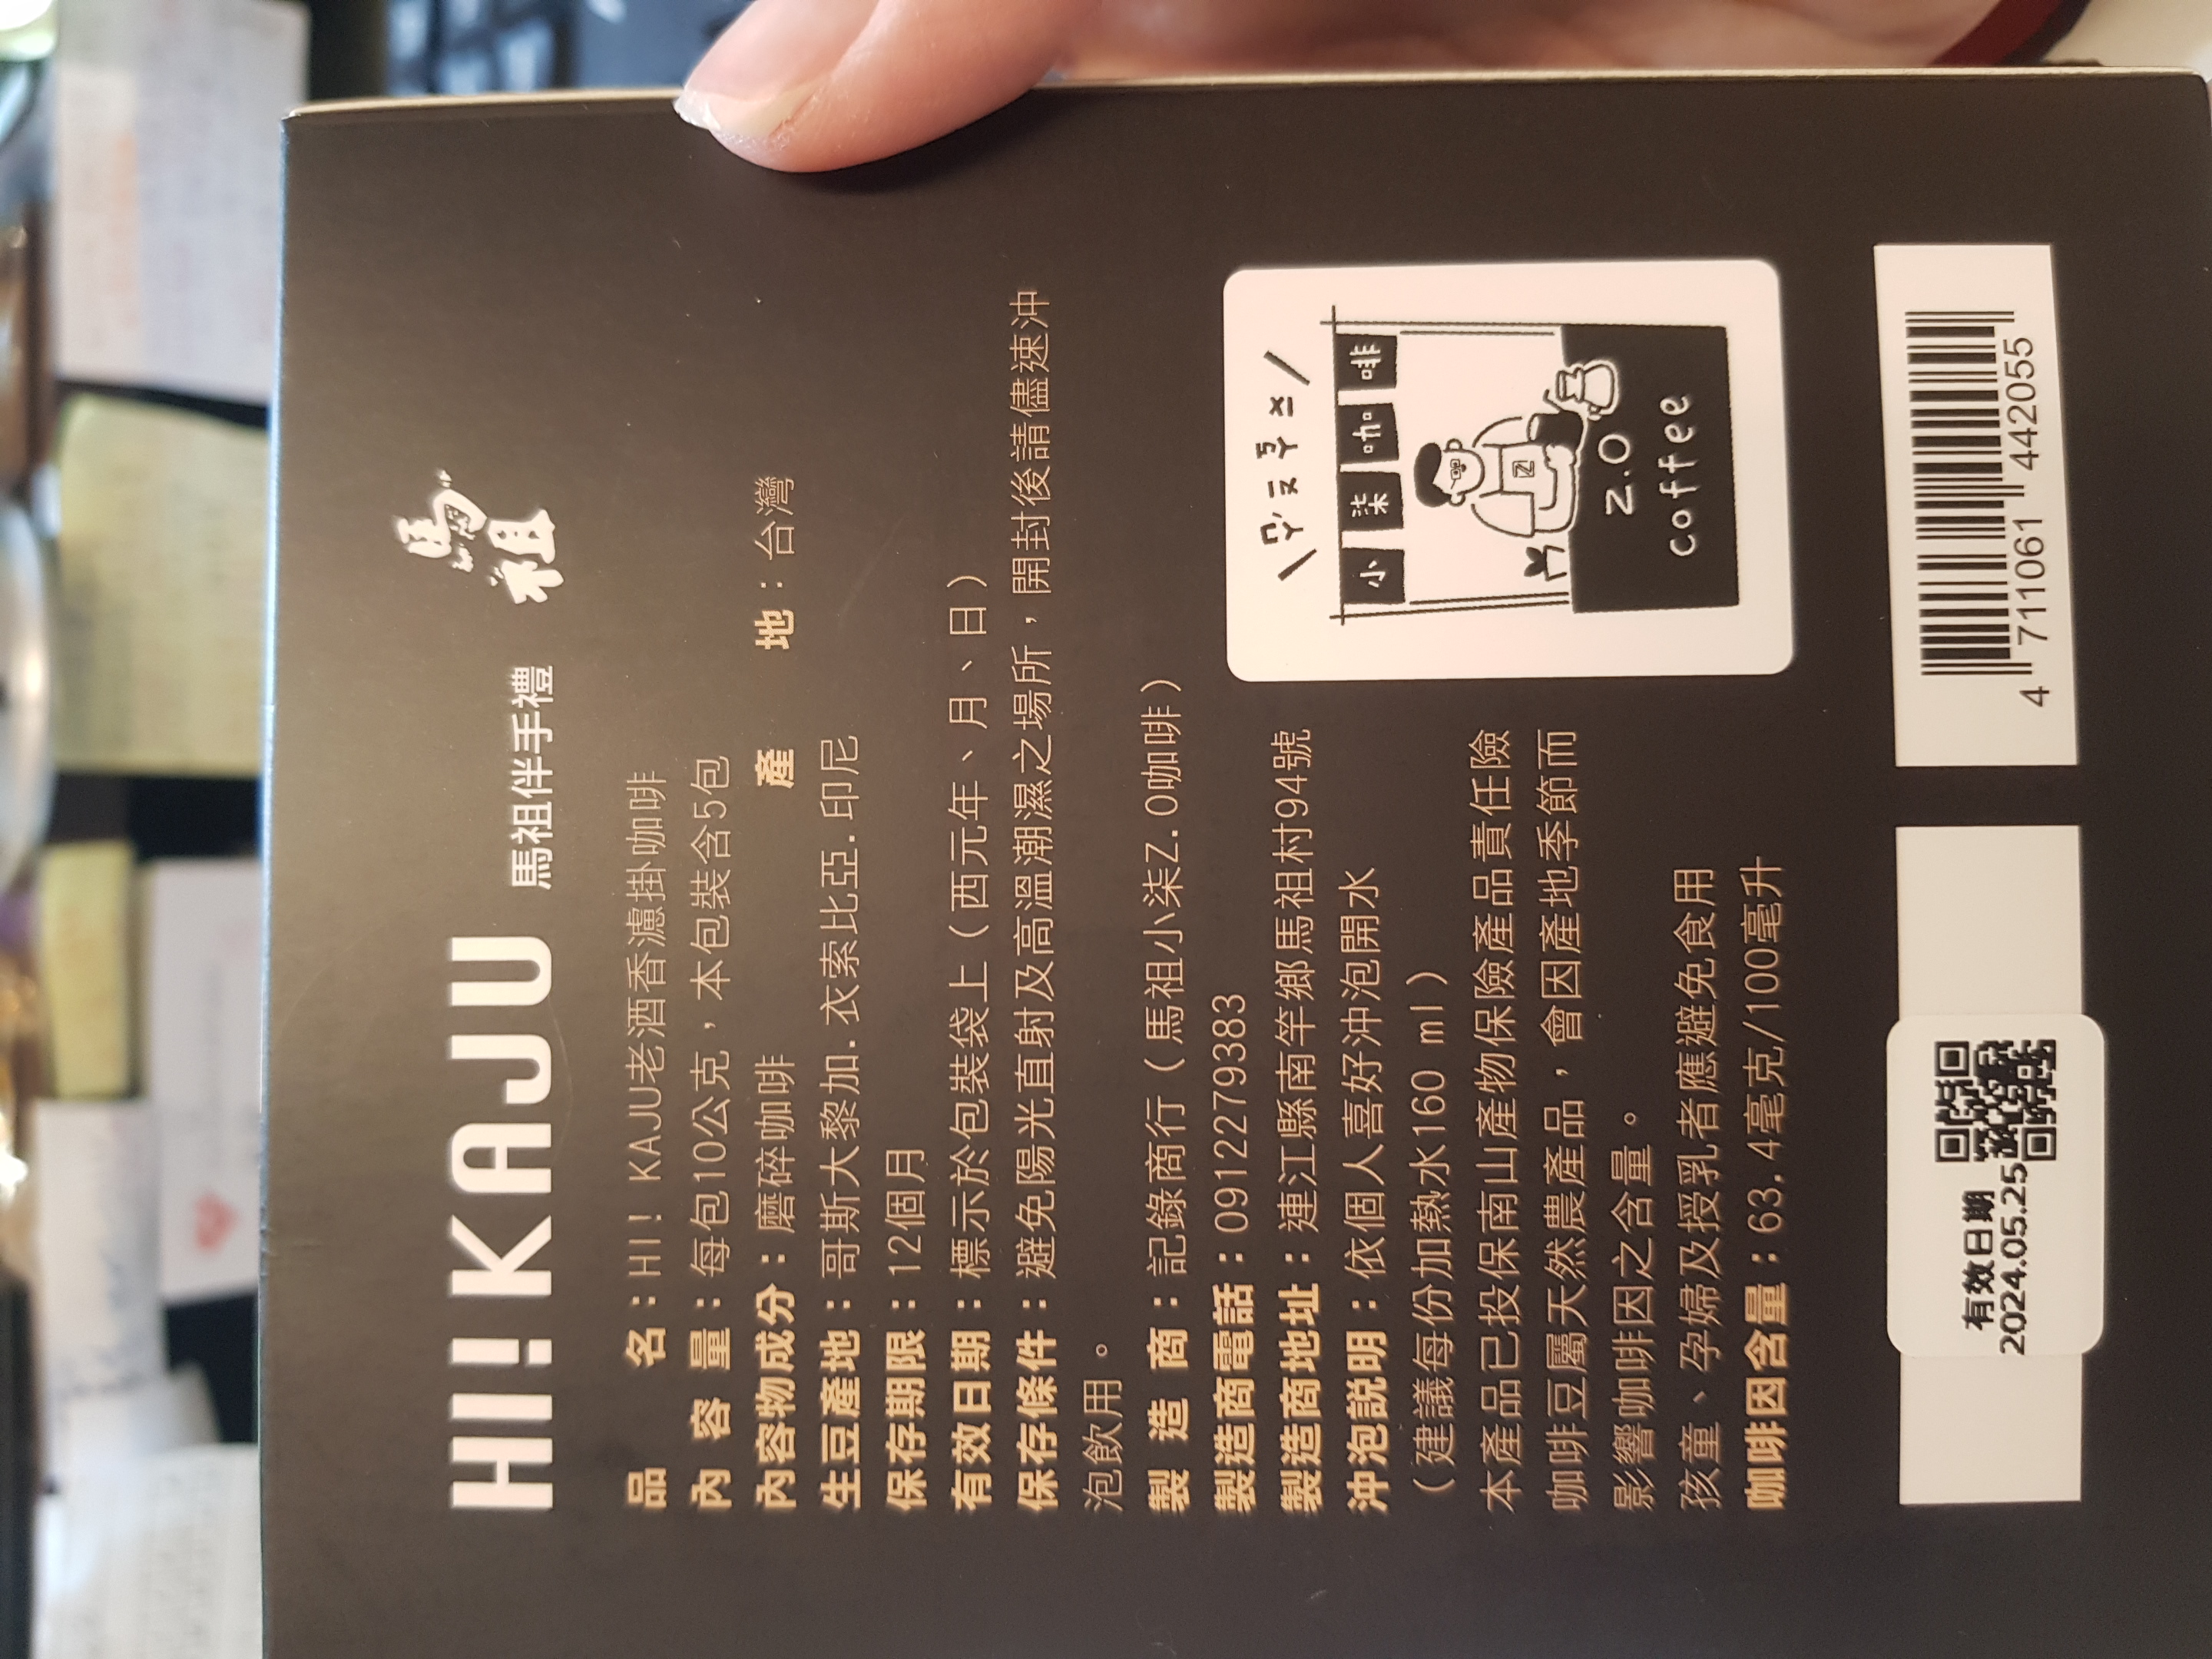 HI! KAJU 馬祖伴手禮 馬祖
品名：HI! KAJU老酒香濾掛咖啡
內容量：每包10公克，本包裝含5包
內容物成分：磨碎咖啡 產地：台灣
生豆產地：哥斯大黎加.衣索比亞.印尼
保存期限：12個月
有效日期：標示於包裝袋上（西元年、月、日）
保存條件：避免陽光直射及高溫潮濕之場所，開封後請儘速沖
泡飲用。
製造商：記錄商行（馬祖小柒2.0咖啡）
製造商電話：0912279383
製造商地址：連江縣南竿鄉馬祖村94號
沖泡説明：依個人喜好沖泡開水
（建議每份加熱水160 ml）
本產品已投保南山產物保險產品責任險
咖啡豆屬天然農產品，會因產地季節而
影響咖啡因之含量。
孩童、孕婦及授乳者應避免食用
咖啡因含量：63.4毫克/100毫升
小柒咖啡
2.0
coffee
有效日期
2024.05.25
4 711061 442055